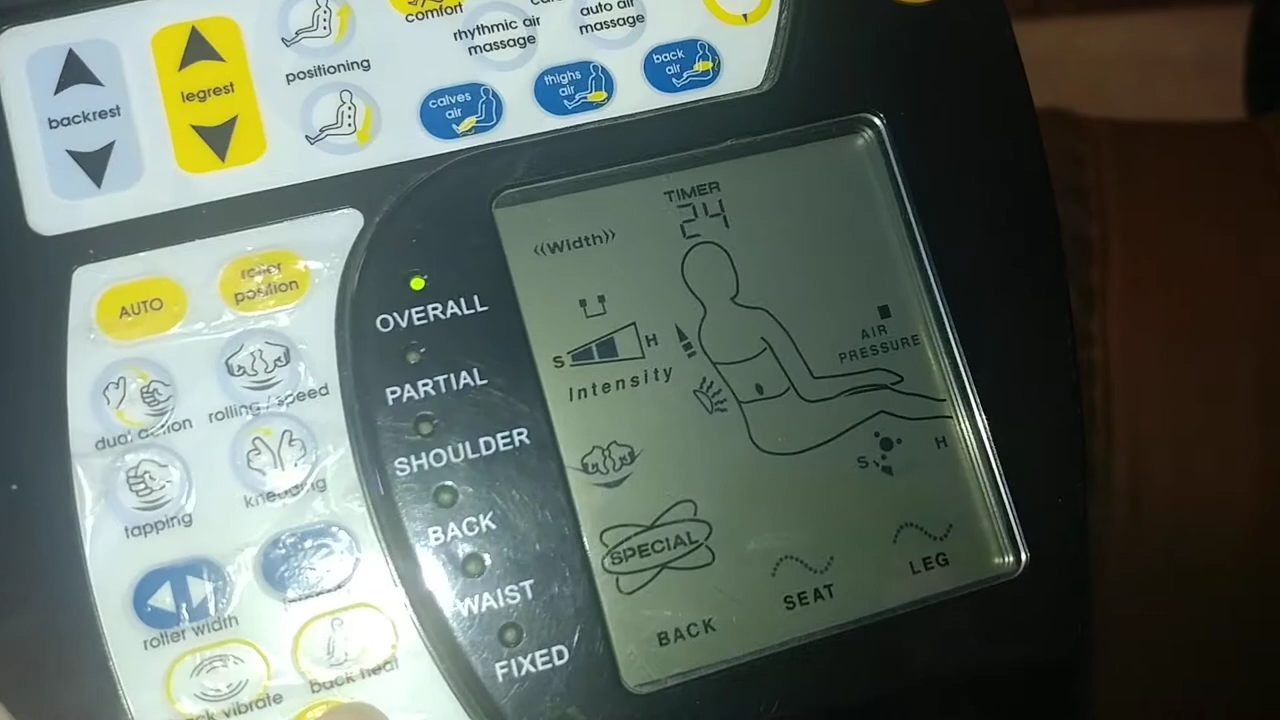 comfort
rhythmic air
massage
auto air
massage
backrest
legrest
positioning
calves
air
thighs
air
back
air
AUTO
roller
position
dual action
rolling / speed
tapping
kneading
roller width
back heat
vibrate
OVERALL
PARTIAL
SHOULDER
BACK
WAIST
FIXED
TIMER
24
((Width))
S H
Intensity
AIR
PRESSURE
S H
SPECIAL
BACK
SEAT
LEG